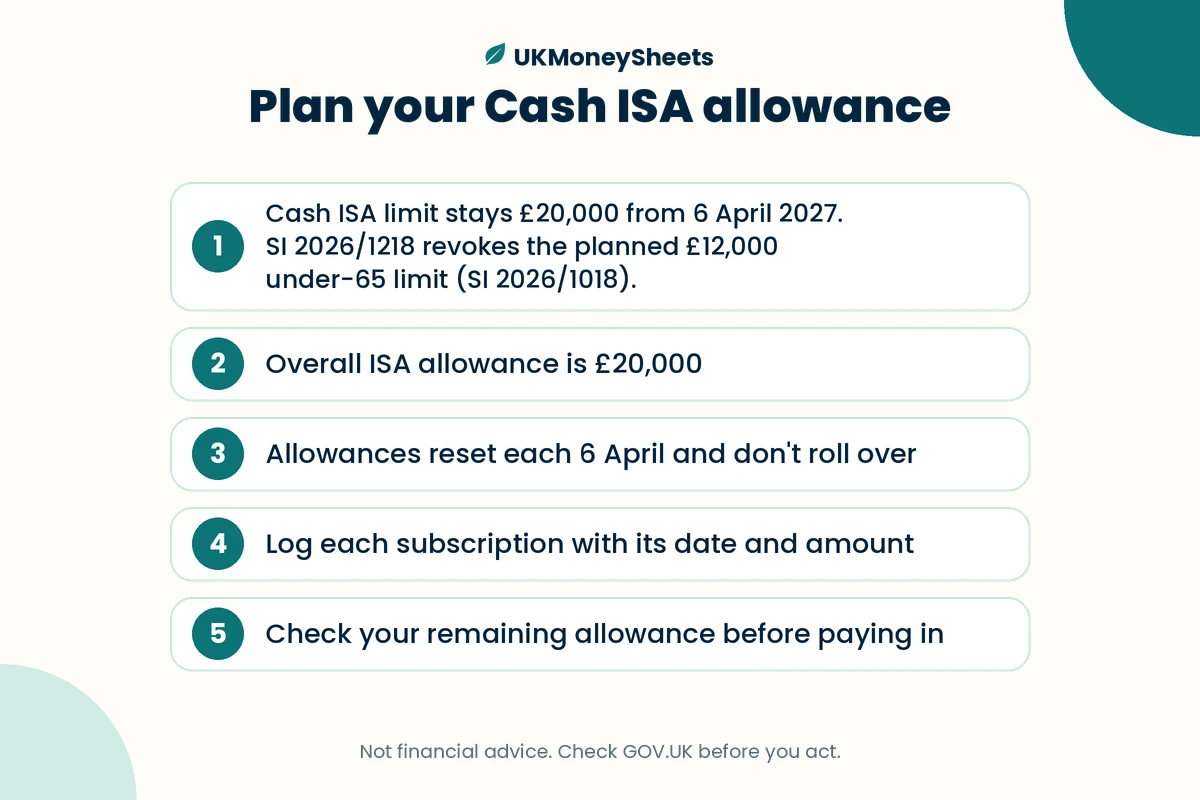 UKMoneySheets
Plan your Cash ISA allowance
1
Cash ISA limit stays £20,000 from 6 April 2027.
SI 2026/1218 revokes the planned £12,000
under-65 limit (SI 2026/1018).
2
Overall ISA allowance is £20,000
3
Allowances reset each 6 April and don't roll over
4
Log each subscription with its date and amount
5
Check your remaining allowance before paying in
Not financial advice. Check GOV.UK before you act.